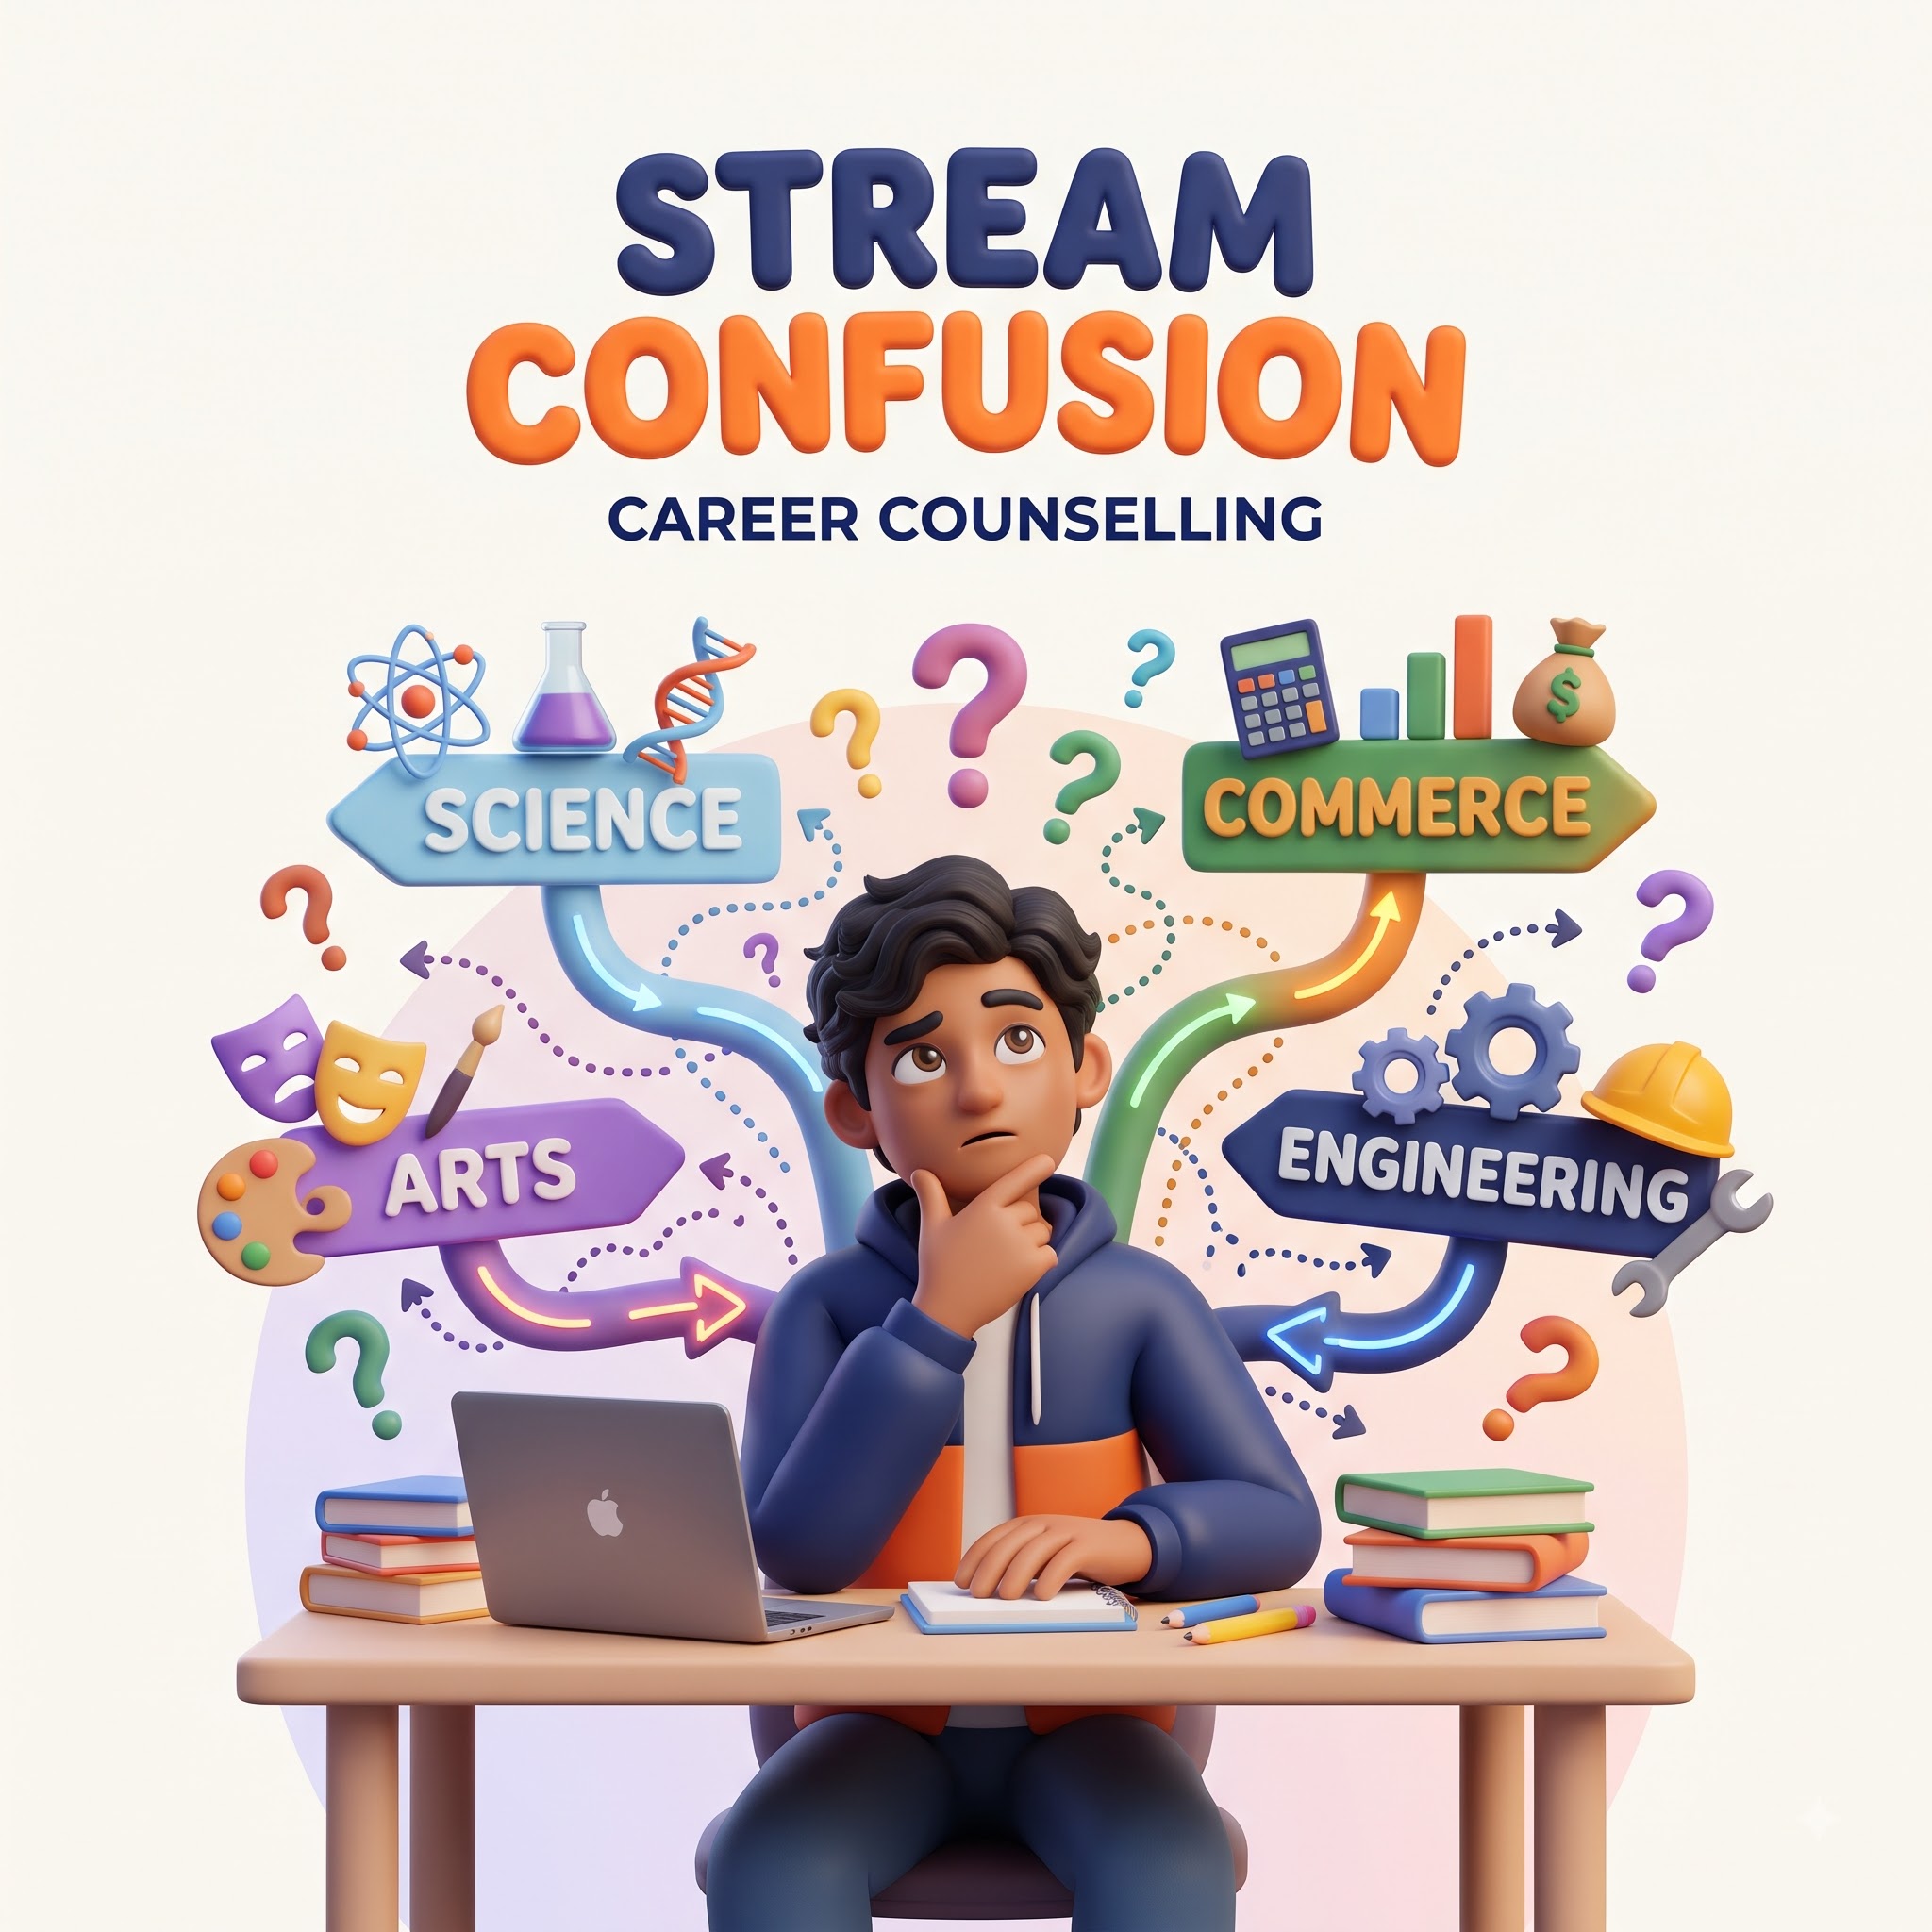 STREAM
CONFUSION
CAREER COUNSELLING
SCIENCE
COMMERCE
ARTS
ENGINEERING
$